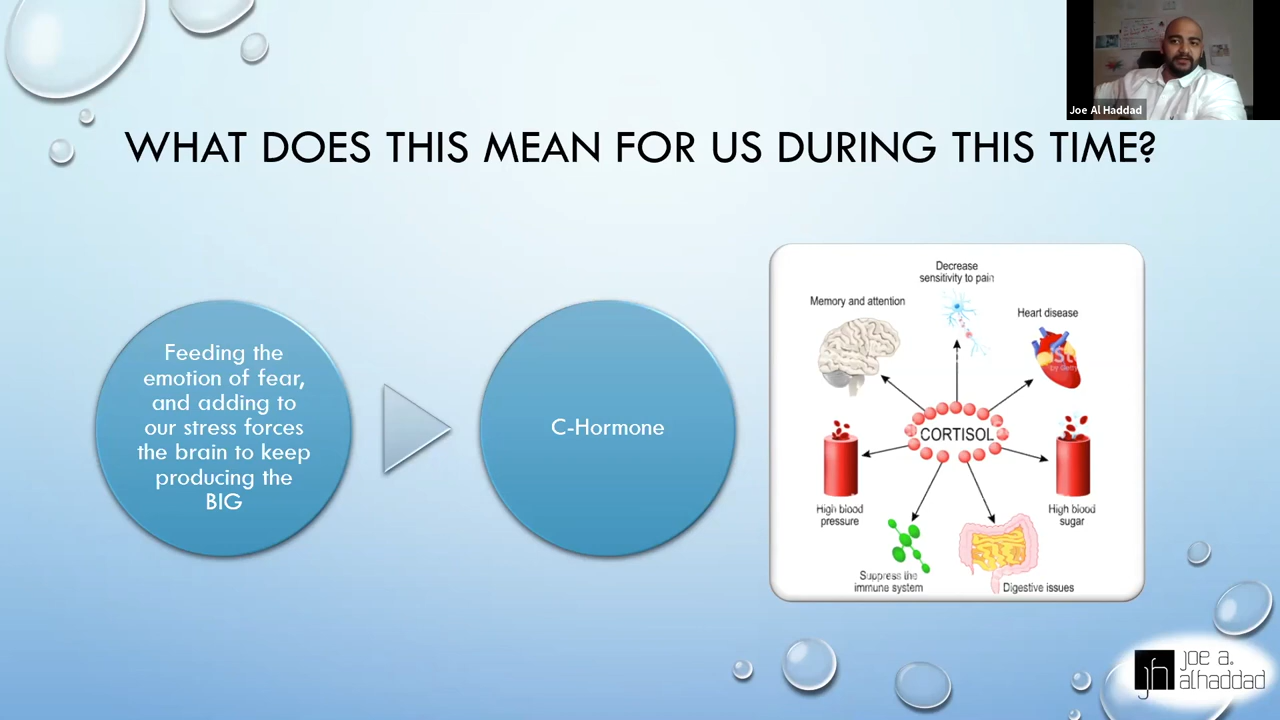 Joe Al Haddad
WHAT DOES THIS MEAN FOR US DURING THIS TIME?
Feeding the
emotion of fear,
and adding to
our stress forces
the brain to keep
producing the
BIG
C-Hormone
Decrease
sensitivity to pain
Memory and attention
Heart disease
CORTISOL
High blood
pressure
High blood
sugar
Suppress the
immune system
Digestive issues
jh
joe a.
alhaddad